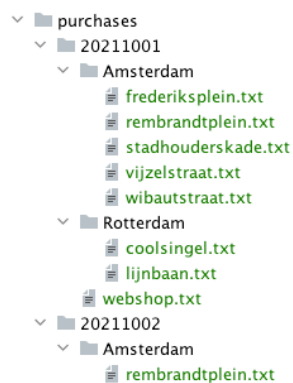 purchases
20211001
Amsterdam
frederiksplein.txt
rembrandtplein.txt
stadhouderskade.txt
vijzelstraat.txt
wibautstraat.txt
Rotterdam
coolsingel.txt
lijnbaan.txt
webshop.txt
20211002
Amsterdam
rembrandtplein.txt